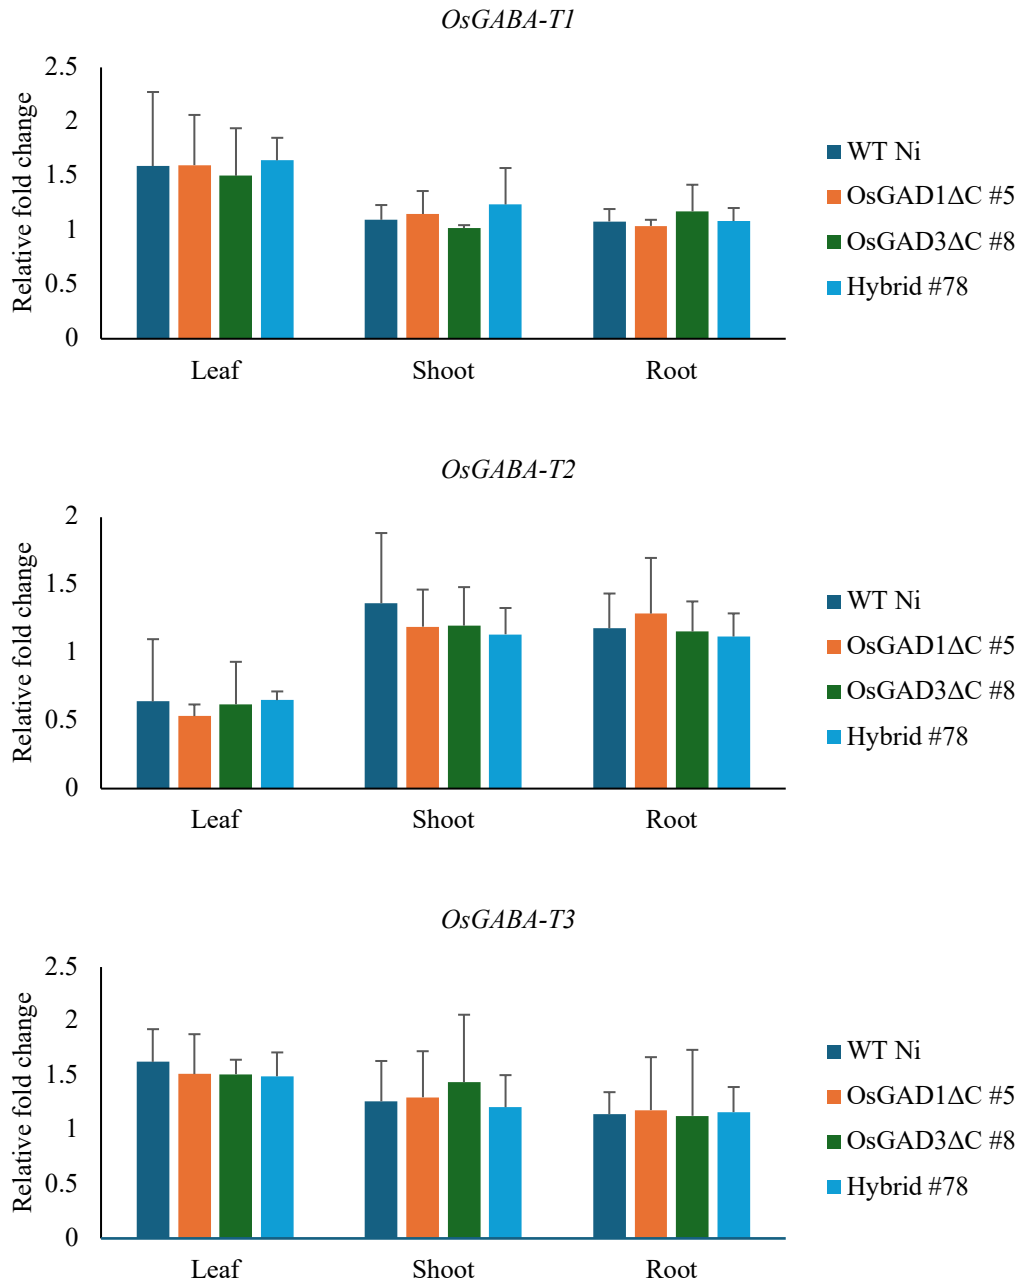 OsGABA-T1
Relative fold change
2.5
2
1.5
1
0.5
0
Leaf
Shoot
Root
WT Ni
OsGAD1ΔC #5
OsGAD3ΔC #8
Hybrid #78
OsGABA-T2
Relative fold change
2
1.5
1
0.5
0
Leaf
Shoot
Root
WT Ni
OsGAD1ΔC #5
OsGAD3ΔC #8
Hybrid #78
OsGABA-T3
Relative fold change
2.5
2
1.5
1
0.5
0
Leaf
Shoot
Root
WT Ni
OsGAD1ΔC #5
OsGAD3ΔC #8
Hybrid #78